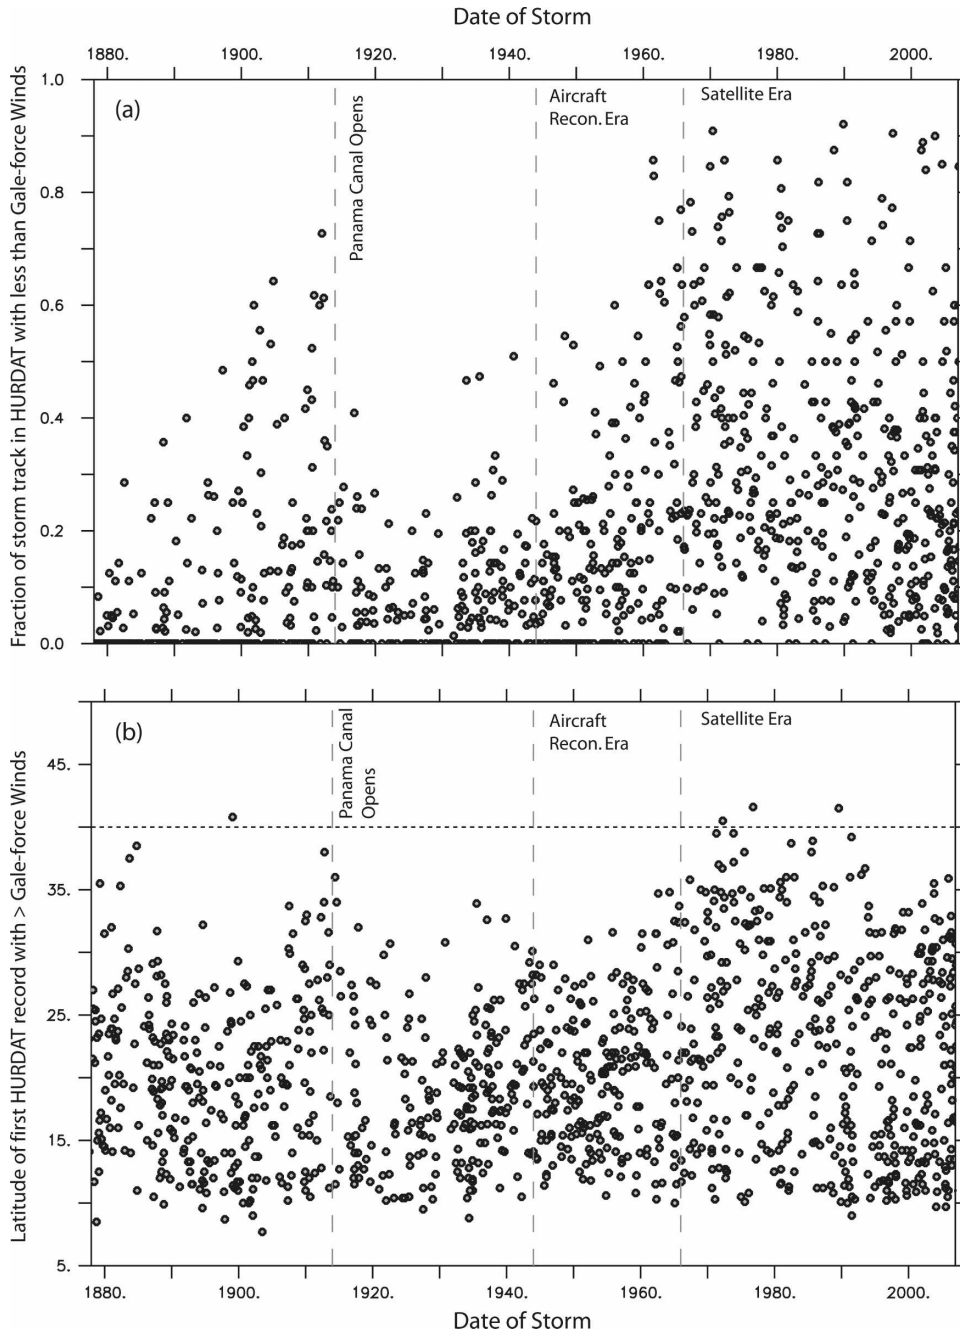 Date of Storm
1880. 1900. 1920. 1940. 1960. 1980. 2000.
Fraction of storm track in HURDAT with less than Gale-force Winds
1.0
0.8
0.6
0.4
0.2
0.0
(a)
Panama Canal Opens
Aircraft
Recon. Era
Satellite Era
Latitude of first HURDAT record with > Gale-force Winds
45.
35.
25.
15.
5.
(b)
Panama Canal
Opens
Aircraft
Recon. Era
Satellite Era
1880. 1900. 1920. 1940. 1960. 1980. 2000.
Date of Storm